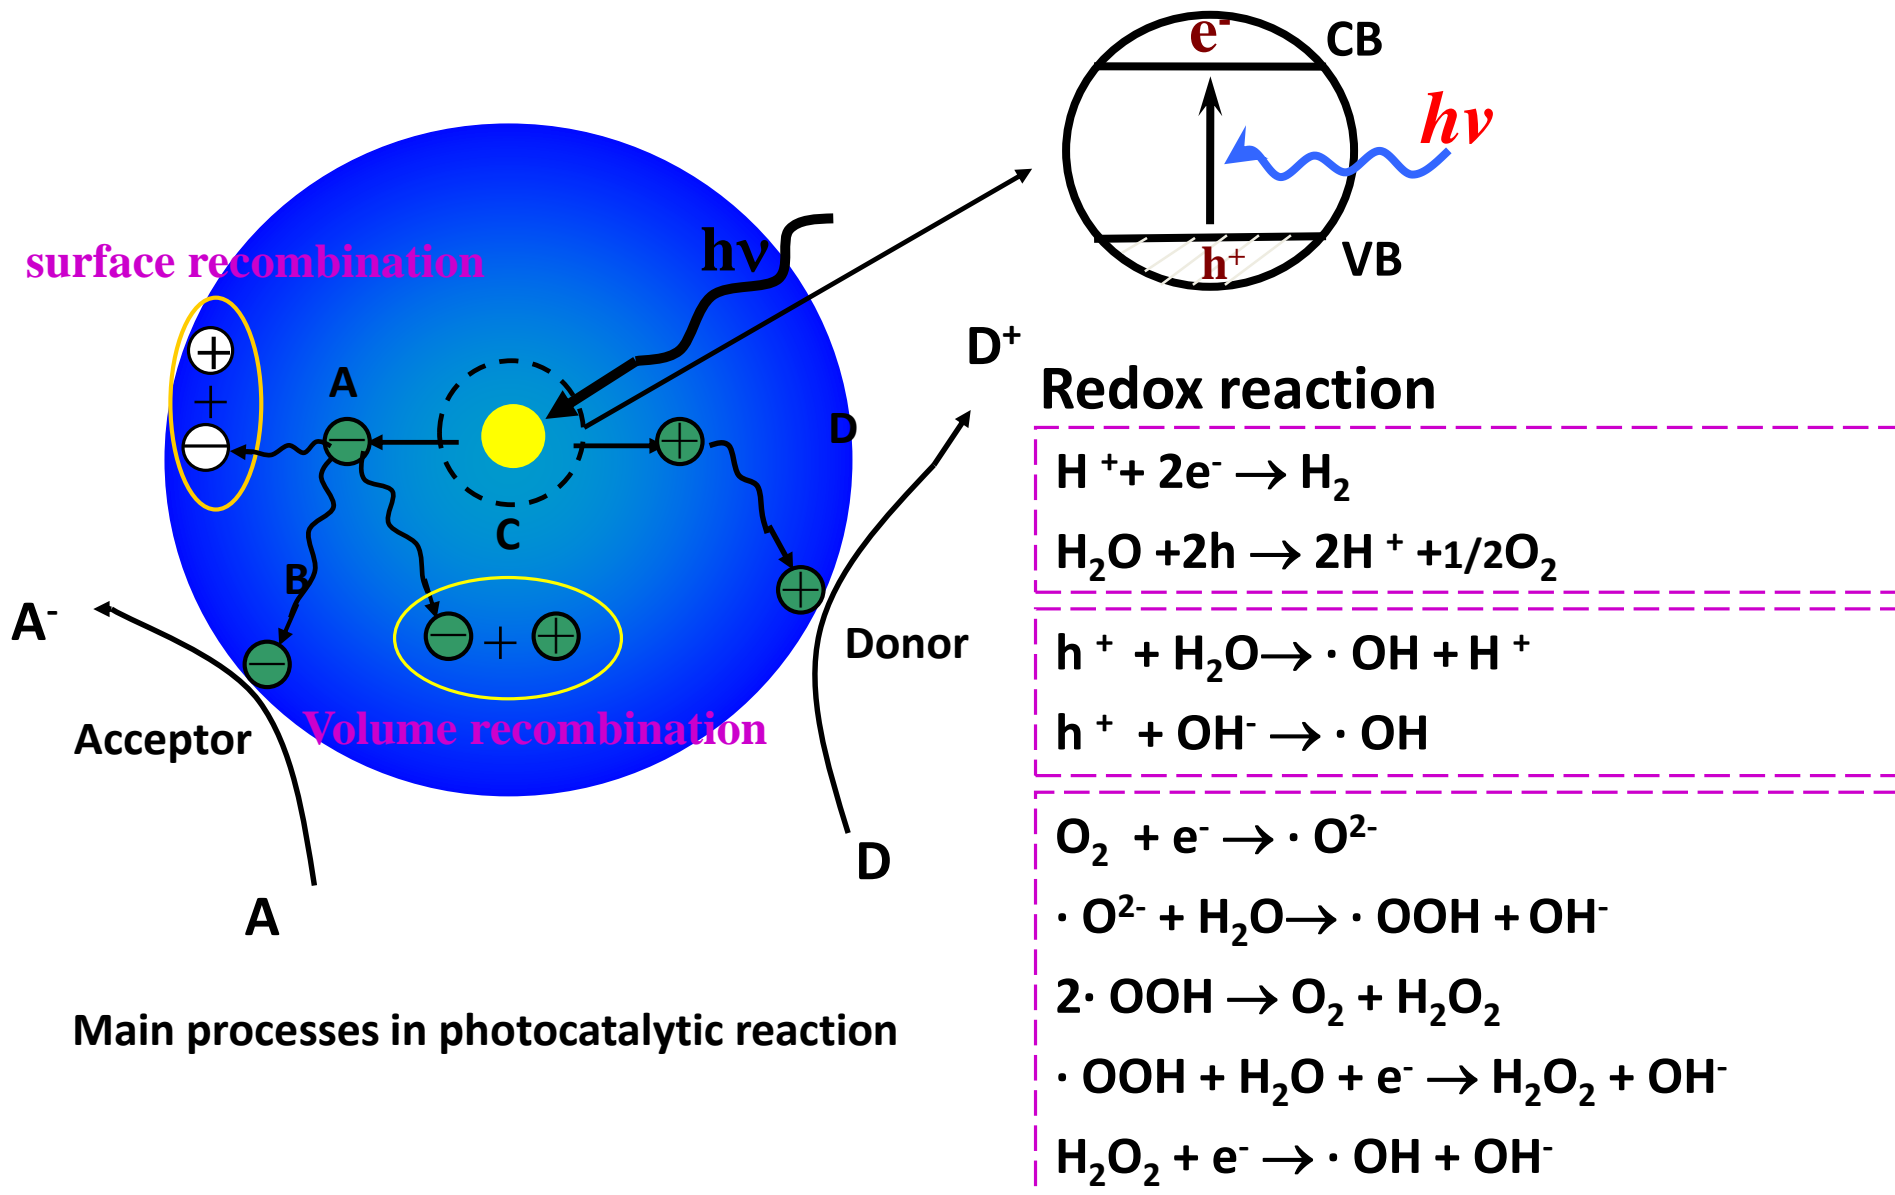 e⁻
CB
hν
h⁺
VB
surface recombination
hν
A
D
C
B
D⁺
A⁻
Donor
Acceptor
Volume recombination
D
A
Main processes in photocatalytic reaction
Redox reaction
H ⁺+ 2e⁻ → H₂
H₂O +2h → 2H ⁺ +1/2O₂
h ⁺ + H₂O→ · OH + H ⁺
h ⁺ + OH⁻ → · OH
O₂ + e⁻ → · O²⁻
· O²⁻ + H₂O→ · OOH + OH⁻
2· OOH → O₂ + H₂O₂
· OOH + H₂O + e⁻ → H₂O₂ + OH⁻
H₂O₂ + e⁻ → · OH + OH⁻